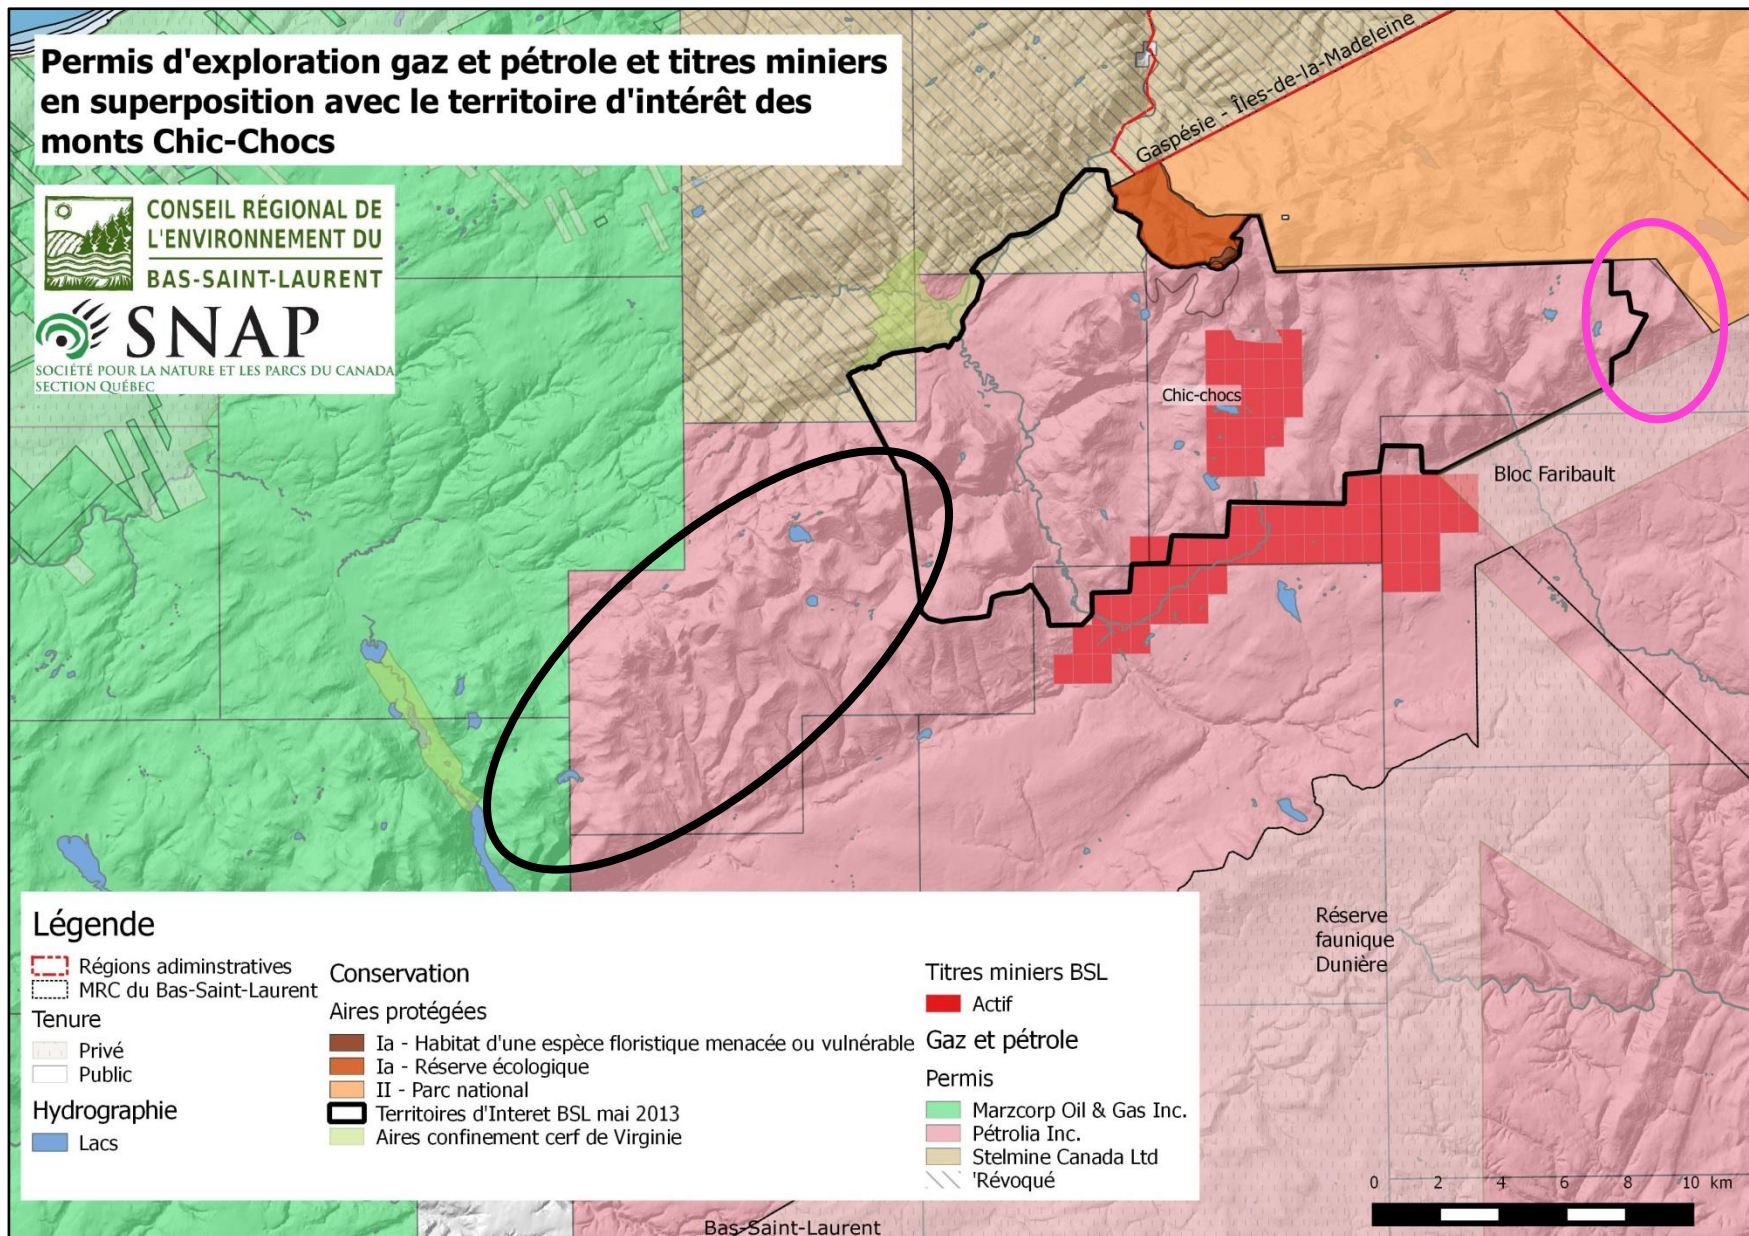 Permis d'exploration gaz et pétrole et titres miniers
en superposition avec le territoire d'intérêt des
monts Chic-Chocs
CONSEIL RÉGIONAL DE
L'ENVIRONNEMENT DU
BAS-SAINT-LAURENT
SNAP
SOCIÉTÉ POUR LA NATURE ET LES PARCS DU CANADA
SECTION QUÉBEC
Gaspésie - Îles-de-la-Madeleine
Chic-chocs
Bloc Faribault
Réserve
faunique
Dunière
Bas-Saint-Laurent
Légende
Régions adiminstratives
MRC du Bas-Saint-Laurent
Tenure
Privé
Public
Hydrographie
Lacs
Conservation
Aires protégées
Ia - Habitat d'une espèce floristique menacée ou vulnérable
Ia - Réserve écologique
II - Parc national
Territoires d'Interet BSL mai 2013
Aires confinement cerf de Virginie
Titres miniers BSL
Actif
Gaz et pétrole
Permis
Marzcorp Oil & Gas Inc.
Pétrolia Inc.
Stelmine Canada Ltd
'Révoqué
0 2 4 6 8 10 km